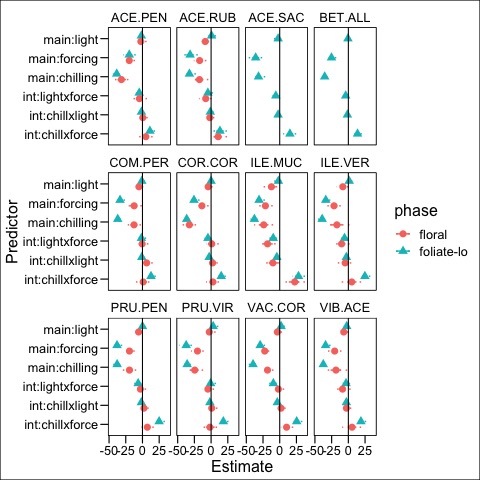 ACE.PEN ACE.RUB ACE.SAC BET.ALL
main:light
main:forcing
main:chilling
int:lightxforce
int:chillxlight
int:chillxforce
COM.PER COR.COR ILE.MUC ILE.VER
main:light
main:forcing
main:chilling
int:lightxforce
int:chillxlight
int:chillxforce
PRU.PEN PRU.VIR VAC.COR VIB.ACE
main:light
main:forcing
main:chilling
int:lightxforce
int:chillxlight
int:chillxforce
-50 -25 0 25 -50 -25 0 25 -50 -25 0 25 -50 -25 0 25
Estimate
Predictor
phase
floral
foliate-lo